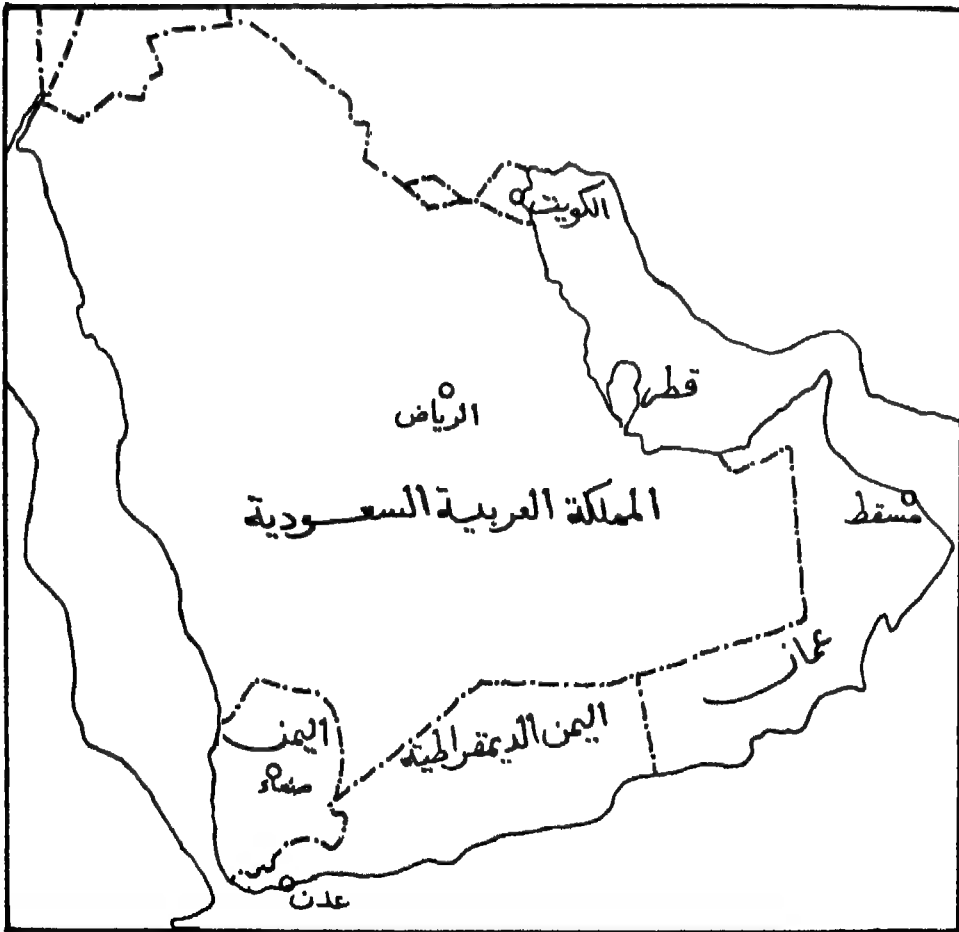 الكويت
قطر
الرياض
مسقط
المملكة العربية السعودية
عمان
اليمن
اليمن الديمقراطية
صنعاء
عدن